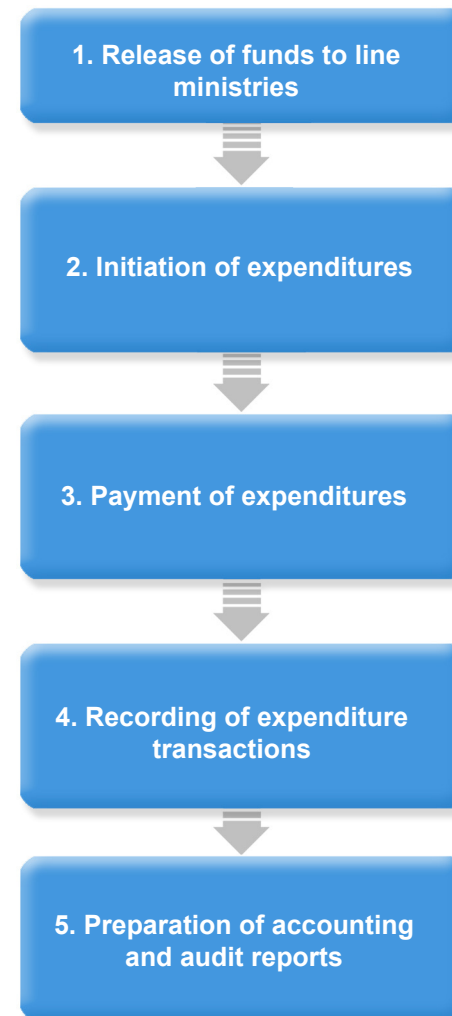 1. Release of funds to line
ministries
2. Initiation of expenditures
3. Payment of expenditures
4. Recording of expenditure
transactions
5. Preparation of accounting
and audit reports